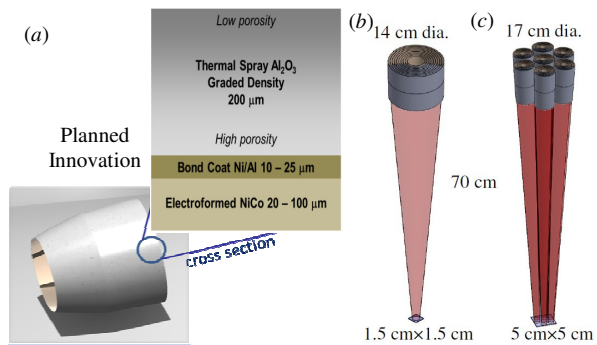 (a)
Low porosity
Thermal Spray Al₂O₃
Graded Density
200 μm
High porosity
Bond Coat Ni/Al 10 – 25 μm
Electroformed NiCo 20 – 100 μm
Planned
Innovation
cross section
(b)
14 cm dia.
(c)
17 cm dia.
70 cm
1.5 cm×1.5 cm
5 cm×5 cm